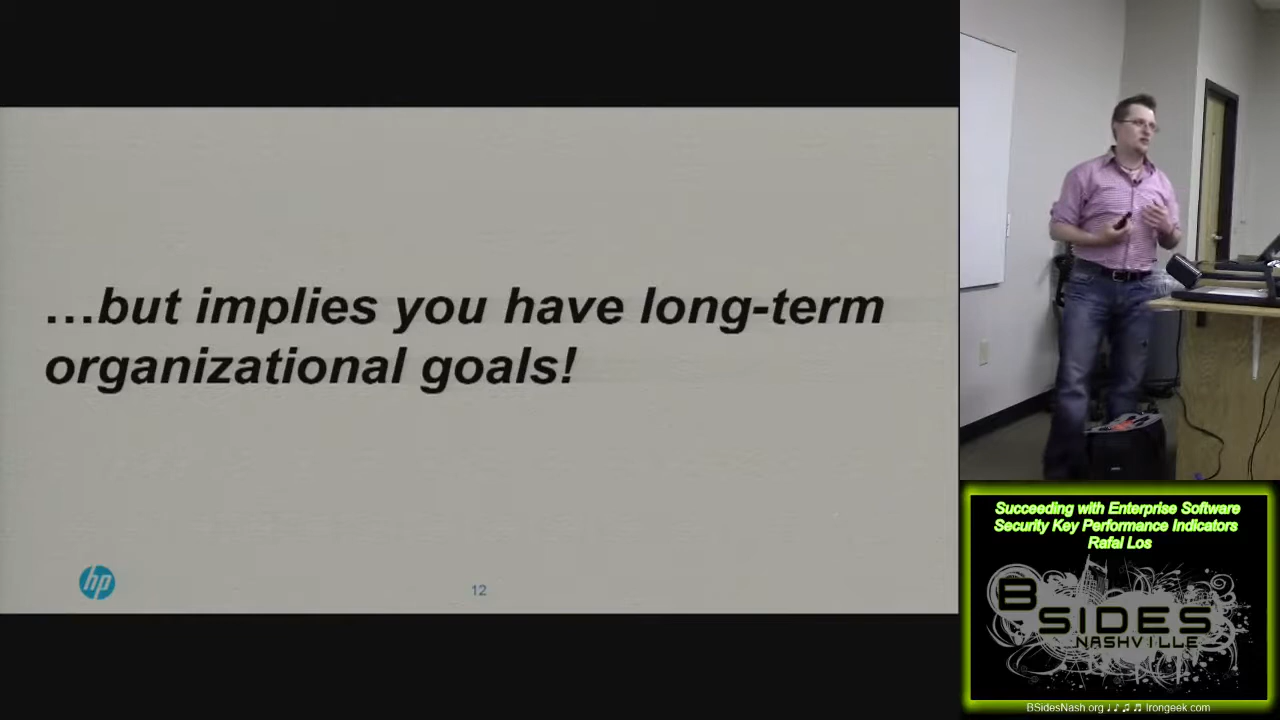 …but implies you have long-term
organizational goals!
hp
12
Succeeding with Enterprise Software
Security Key Performance Indicators
Rafal Los
BSIDES
NASHVILLE
BSidesNash.org ♩♪♫♬ Irongeek.com